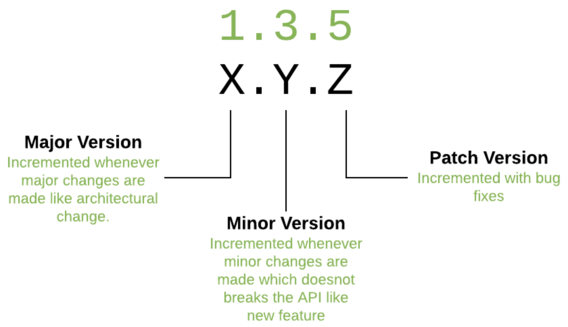 1.3.5
X.Y.Z
Major Version
Incremented whenever
major changes are
made like architectural
change.
Minor Version
Incremented whenever
minor changes are
made which doesnot
breaks the API like
new feature
Patch Version
Incremented with bug
fixes